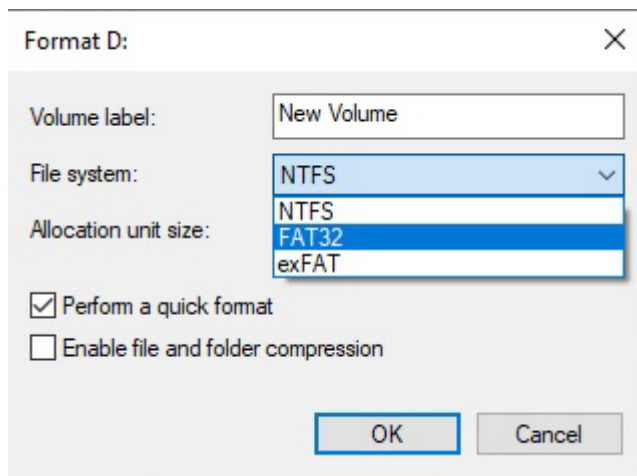 Format D:
Volume label:
New Volume
File system:
NTFS
NTFS
FAT32
exFAT
Allocation unit size:
Perform a quick format
Enable file and folder compression
OK
Cancel